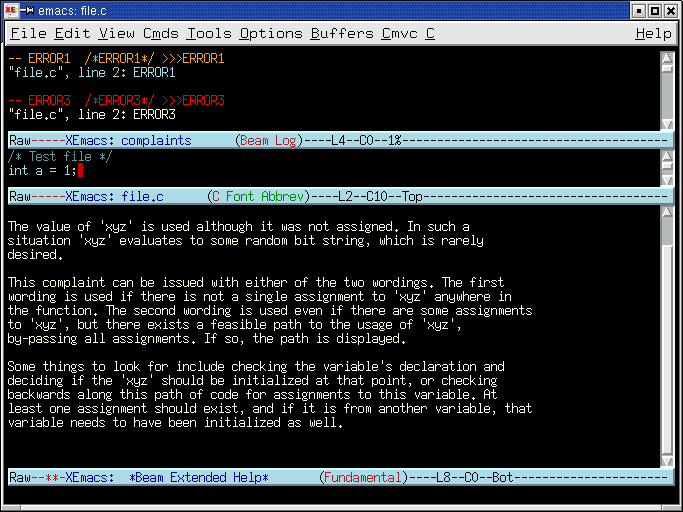 XE emacs: file.c
File Edit View Cmds Tools Options Buffers Cmvc C Help
-- ERROR1 /*ERROR1*/ >>>ERROR1
"file.c", line 2: ERROR1
-- ERROR3 /*ERROR3*/ >>>ERROR3
"file.c", line 2: ERROR3
Raw-----XEmacs: complaints (Beam Log)----L4--C0--1%----------------------------------------
/* Test file */
int a = 1;
Raw-----XEmacs: file.c (C Font Abbrev)----L2--C10--Top-----------------------------------
The value of 'xyz' is used although it was not assigned. In such a
situation 'xyz' evaluates to some random bit string, which is rarely
desired.
This complaint can be issued with either of the two wordings. The first
wording is used if there is not a single assignment to 'xyz' anywhere in
the function. The second wording is used even if there are some assignments
to 'xyz', but there exists a feasible path to the usage of 'xyz',
by-passing all assignments. If so, the path is displayed.
Some things to look for include checking the variable's declaration and
deciding if the 'xyz' should be initialized at that point, or checking
backwards along this path of code for assignments to this variable. At
least one assignment should exist, and if it is from another variable, that
variable needs to have been initialized as well.
Raw--**-XEmacs: *Beam Extended Help* (Fundamental)----L8--C0--Bot----------------------